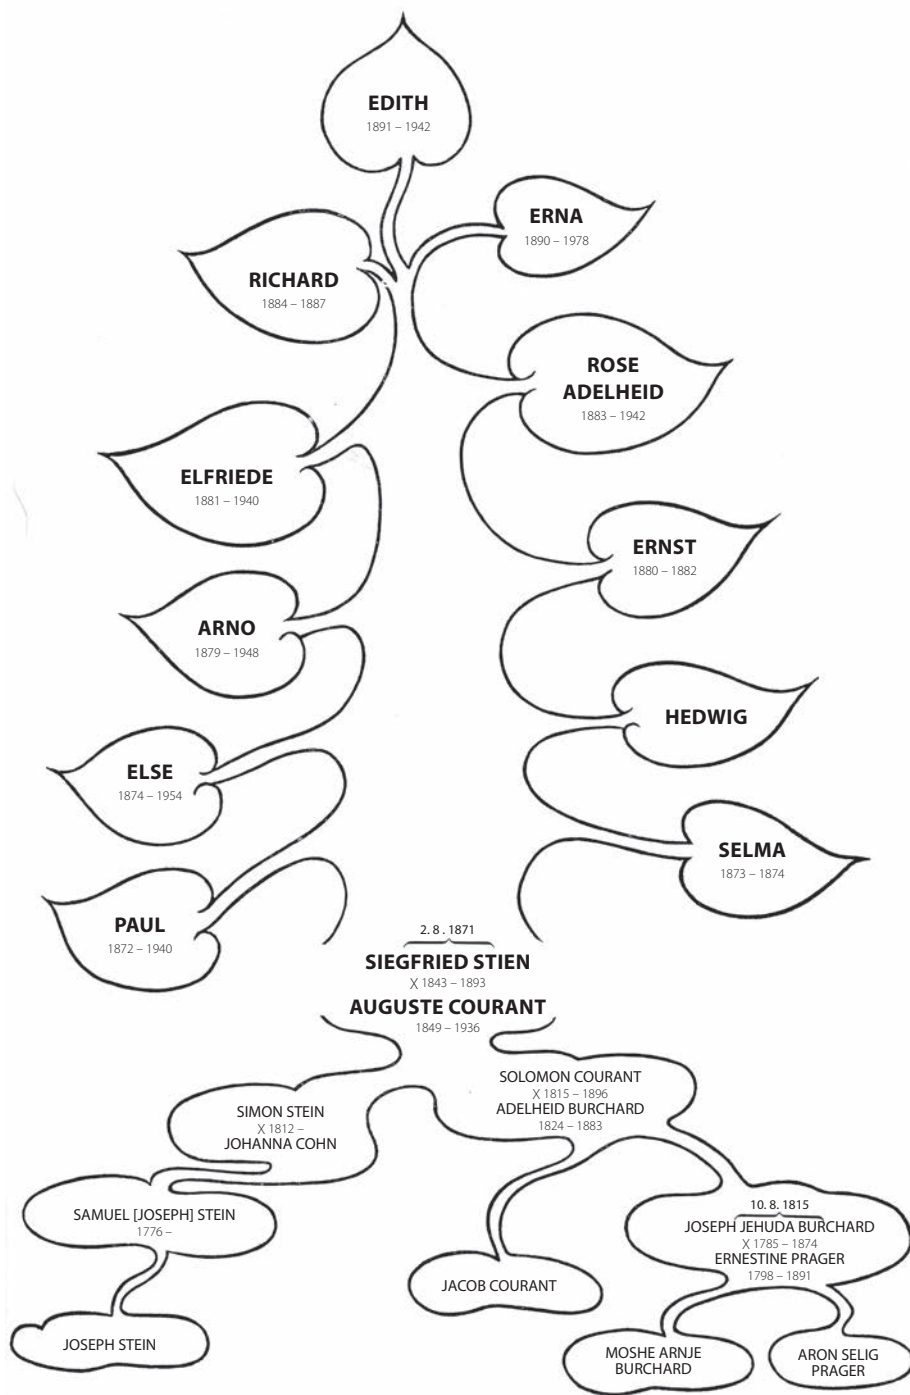 EDITH
1891 – 1942
ERNA
1890 – 1978
RICHARD
1884 – 1887
ROSE
ADELHEID
1883 – 1942
ELFRIEDE
1881 – 1940
ERNST
1880 – 1882
ARNO
1879 – 1948
HEDWIG
ELSE
1874 – 1954
SELMA
1873 – 1874
PAUL
1872 – 1940
2. 8 . 1871
SIEGFRIED STIEN
X 1843 – 1893
AUGUSTE COURANT
1849 – 1936
SIMON STEIN
X 1812 –
JOHANNA COHN
SOLOMON COURANT
X 1815 – 1896
ADELHEID BURCHARD
1824 – 1883
SAMUEL [JOSEPH] STEIN
1776 –
10. 8. 1815
JOSEPH JEHUDA BURCHARD
X 1785 – 1874
ERNESTINE PRAGER
1798 – 1891
JACOB COURANT
JOSEPH STEIN
MOSHE ARNJE
BURCHARD
ARON SELIG
PRAGER